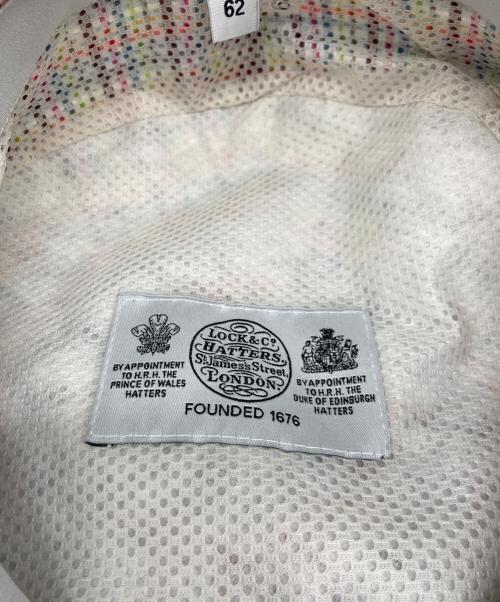 62
BY APPOINTMENT
TO H.R.H. THE
PRINCE OF WALES
HATTERS
LOCK & Co.
HATTERS,
St. James's Street,
LONDON.
BY APPOINTMENT
TO H.R.H. THE
DUKE OF EDINBURGH
HATTERS
FOUNDED 1676